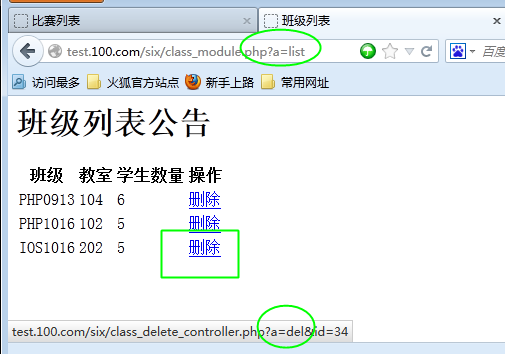 比赛列表
班级列表
test.100.com/six/class_module.php?a=list
百度
访问最多 火狐官方站点 新手上路 常用网址
班级列表公告
班级 教室 学生数量 操作
PHP0913 104 6 删除
PHP1016 102 5 删除
IOS1016 202 5 删除
test.100.com/six/class_delete_controller.php?a=del&id=34